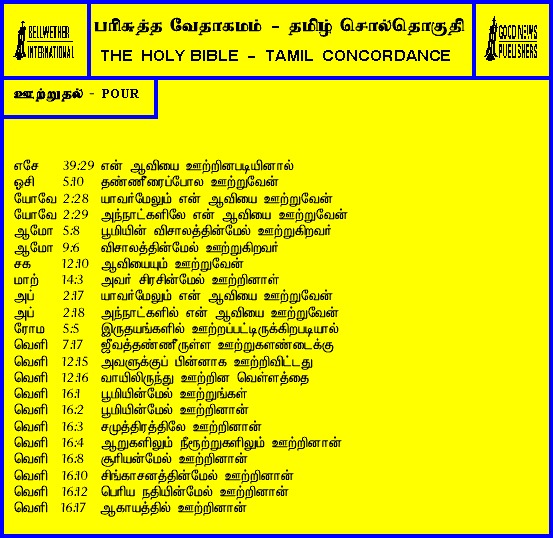 BELLWETHER
INTERNATIONAL
பரிசுத்த வேதாகமம் - தமிழ் சொல்தொகுதி
THE HOLY BIBLE - TAMIL CONCORDANCE
GOOD NEWS
PUBLISHERS
ஊற்றுதல் - POUR
எசே 39:29 என் ஆவியை ஊற்றினபடியினால்
ஓசி 5:10 தண்ணீரைப்போல ஊற்றுவேன்
யோவே 2:28 யாவர்மேலும் என் ஆவியை ஊற்றுவேன்
யோவே 2:29 அந்நாட்களிலே என் ஆவியை ஊற்றுவேன்
ஆமோ 5:8 பூமியின் விசாலத்தின்மேல் ஊற்றுகிறவர்
ஆமோ 9:6 விசாலத்தின்மேல் ஊற்றுகிறவர்
சக 12:10 ஆவியையும் ஊற்றுவேன்
மாற் 14:3 அவர் சிரசின்மேல் ஊற்றினாள்
அப் 2:17 யாவர்மேலும் என் ஆவியை ஊற்றுவேன்
அப் 2:18 அந்நாட்களில் என் ஆவியை ஊற்றுவேன்
ரோம 5:5 இருதயங்களில் ஊற்றப்பட்டிருக்கிறபடியால்
வெளி 7:17 ஜீவத்தண்ணீருள்ள ஊற்றுகளண்டைக்கு
வெளி 12:15 அவளுக்குப் பின்னாக ஊற்றிவிட்டது
வெளி 12:16 வாயிலிருந்து ஊற்றின வெள்ளத்தை
வெளி 16:1 பூமியின்மேல் ஊற்றுங்கள்
வெளி 16:2 பூமியின்மேல் ஊற்றினான்
வெளி 16:3 சமுத்திரத்திலே ஊற்றினான்
வெளி 16:4 ஆறுகளிலும் நீரூற்றுகளிலும் ஊற்றினான்
வெளி 16:8 சூரியன்மேல் ஊற்றினான்
வெளி 16:10 சிங்காசனத்தின்மேல் ஊற்றினான்
வெளி 16:12 பெரிய நதியின்மேல் ஊற்றினான்
வெளி 16:17 ஆகாயத்தில் ஊற்றினான்